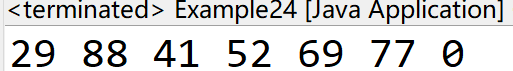 <terminated> Example24 [Java Application]
29 88 41 52 69 77 0